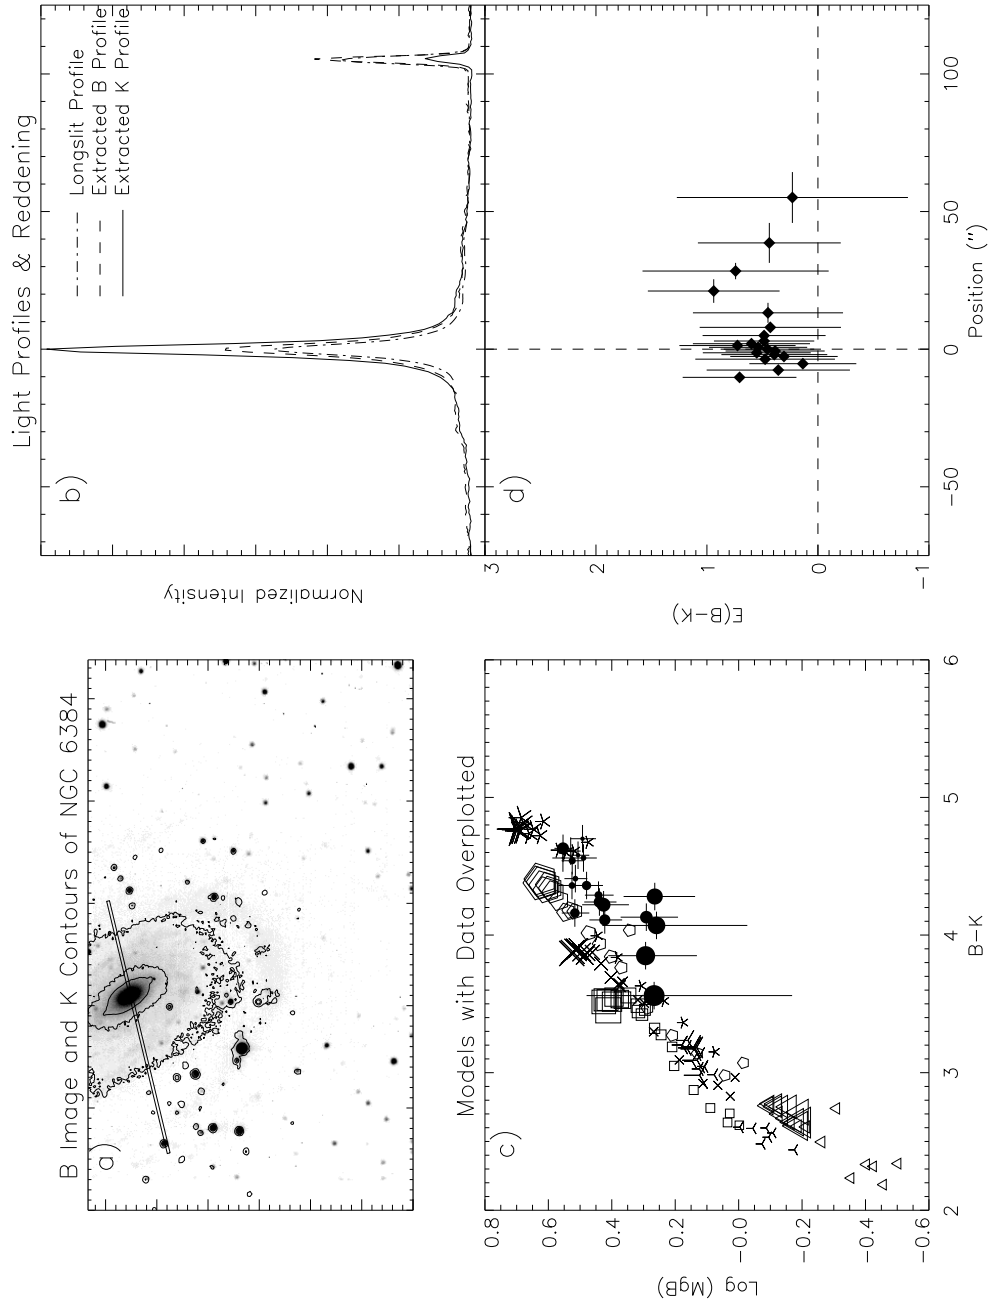 B Image and K Contours of NGC 6384
a)
Light Profiles & Reddening
b)
Longslit Profile
Extracted B Profile
Extracted K Profile
Normalized Intensity
Models with Data Overplotted
c)
0.8
0.6
0.4
0.2
-0.0
-0.2
-0.4
-0.6
Log (MgB)
2
3
4
5
6
B-K
d)
3
2
1
0
-1
E(B-K)
-50
0
50
100
Position (")